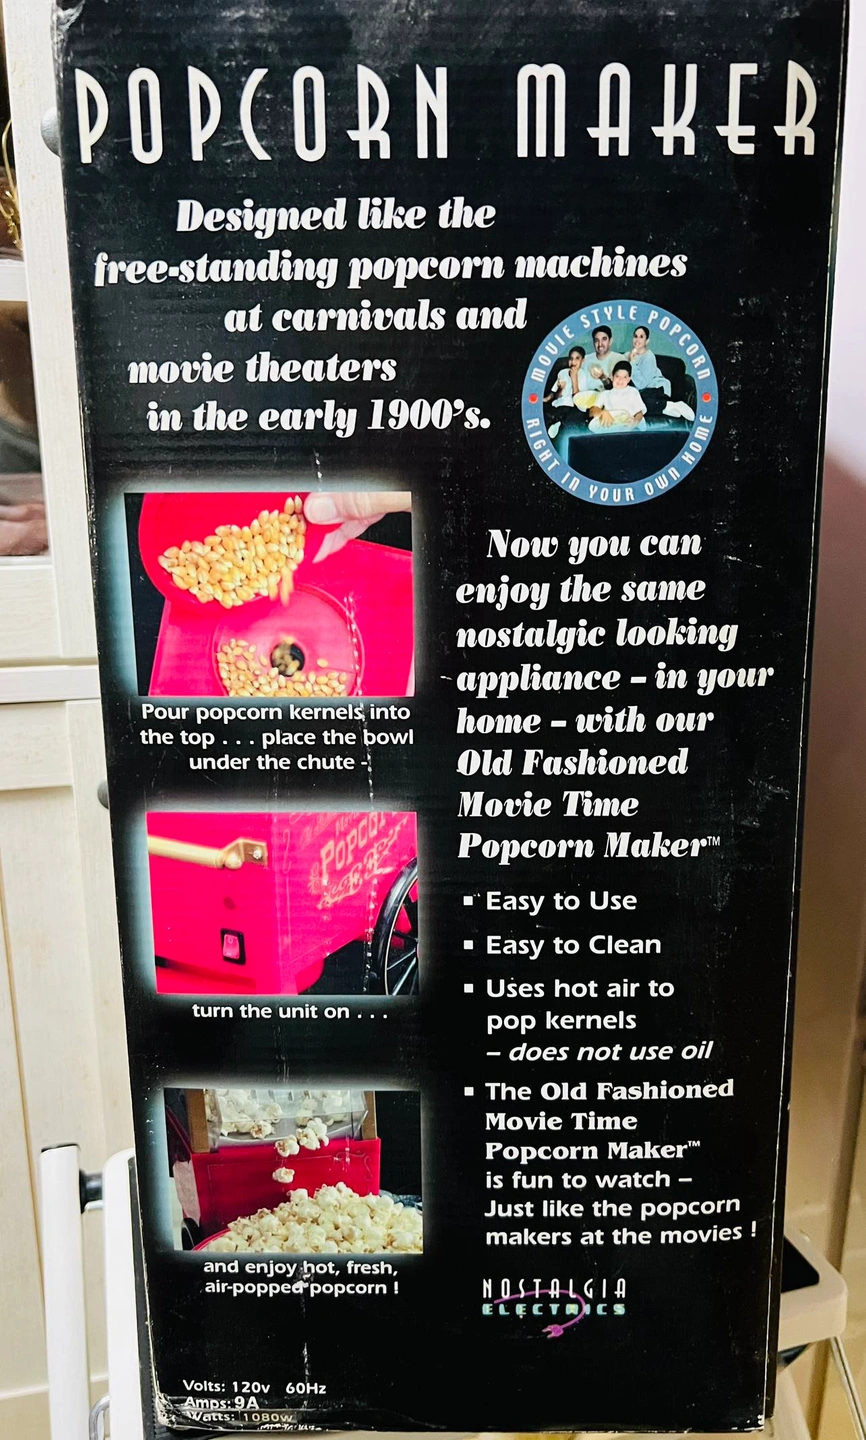 POPCORN MAKER
Designed like the
free-standing popcorn machines
at carnivals and
movie theaters
in the early 1900's.
MOVIE STYLE POPCORN
RIGHT IN YOUR OWN HOME
Pour popcorn kernels into
the top . . . place the bowl
under the chute -
POPCO
turn the unit on . . .
and enjoy hot, fresh,
air-popped popcorn !
Now you can
enjoy the same
nostalgic looking
appliance – in your
home – with our
Old Fashioned
Movie Time
Popcorn Maker™
▪ Easy to Use
▪ Easy to Clean
▪ Uses hot air to
pop kernels
– does not use oil
▪ The Old Fashioned
Movie Time
Popcorn Maker™
is fun to watch –
Just like the popcorn
makers at the movies !
NOSTALGIA
ELECTRICS
Volts: 120v 60Hz
Amps: 9A
Watts: 1080w